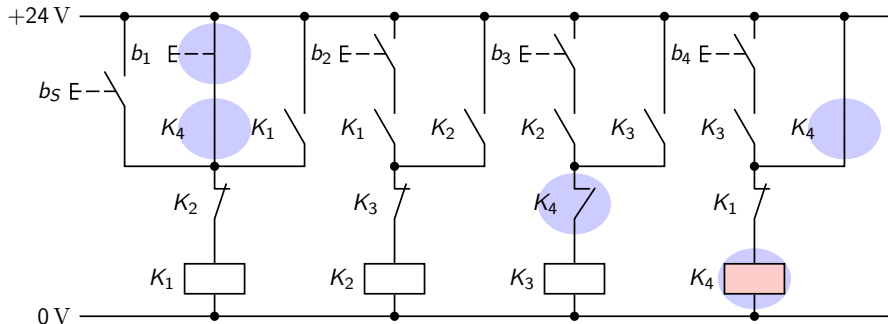 +24 V
b1 b2 b3 b4
bS
K4 K1 K1 K2 K2 K3 K3 K4
K2 K3 K4 K1
K1 K2 K3 K4
0 V